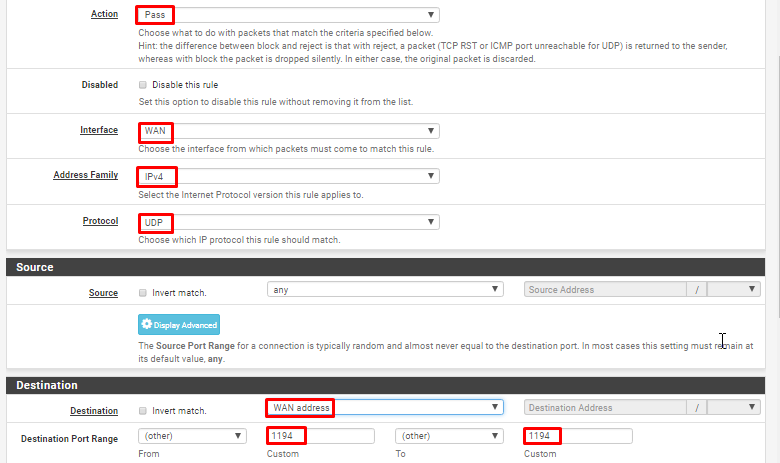 Action Pass
Choose what to do with packets that match the criteria specified below.
Hint: the difference between block and reject is that with reject, a packet (TCP RST or ICMP port unreachable for UDP) is returned to the sender,
whereas with block the packet is dropped silently. In either case, the original packet is discarded.
Disabled Disable this rule
Set this option to disable this rule without removing it from the list.
Interface WAN
Choose the interface from which packets must come to match this rule.
Address Family IPv4
Select the Internet Protocol version this rule applies to.
Protocol UDP
Choose which IP protocol this rule should match.
Source
Source Invert match. any Source Address /
Display Advanced
The Source Port Range for a connection is typically random and almost never equal to the destination port. In most cases this setting must remain at
its default value, any.
Destination
Destination Invert match. WAN address Destination Address /
Destination Port Range (other) 1194 (other) 1194
From Custom To Custom